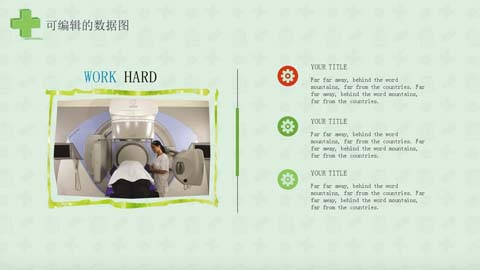 可编辑的数据图
WORK HARD
YOUR TITLE
Far far away, behind the word
mountains, far from the countries. Far
far away, behind the word mountains,
far from the countries.
YOUR TITLE
Far far away, behind the word
mountains, far from the countries. Far
far away, behind the word mountains,
far from the countries.
YOUR TITLE
Far far away, behind the word
mountains, far from the countries. Far
far away, behind the word mountains,
far from the countries.